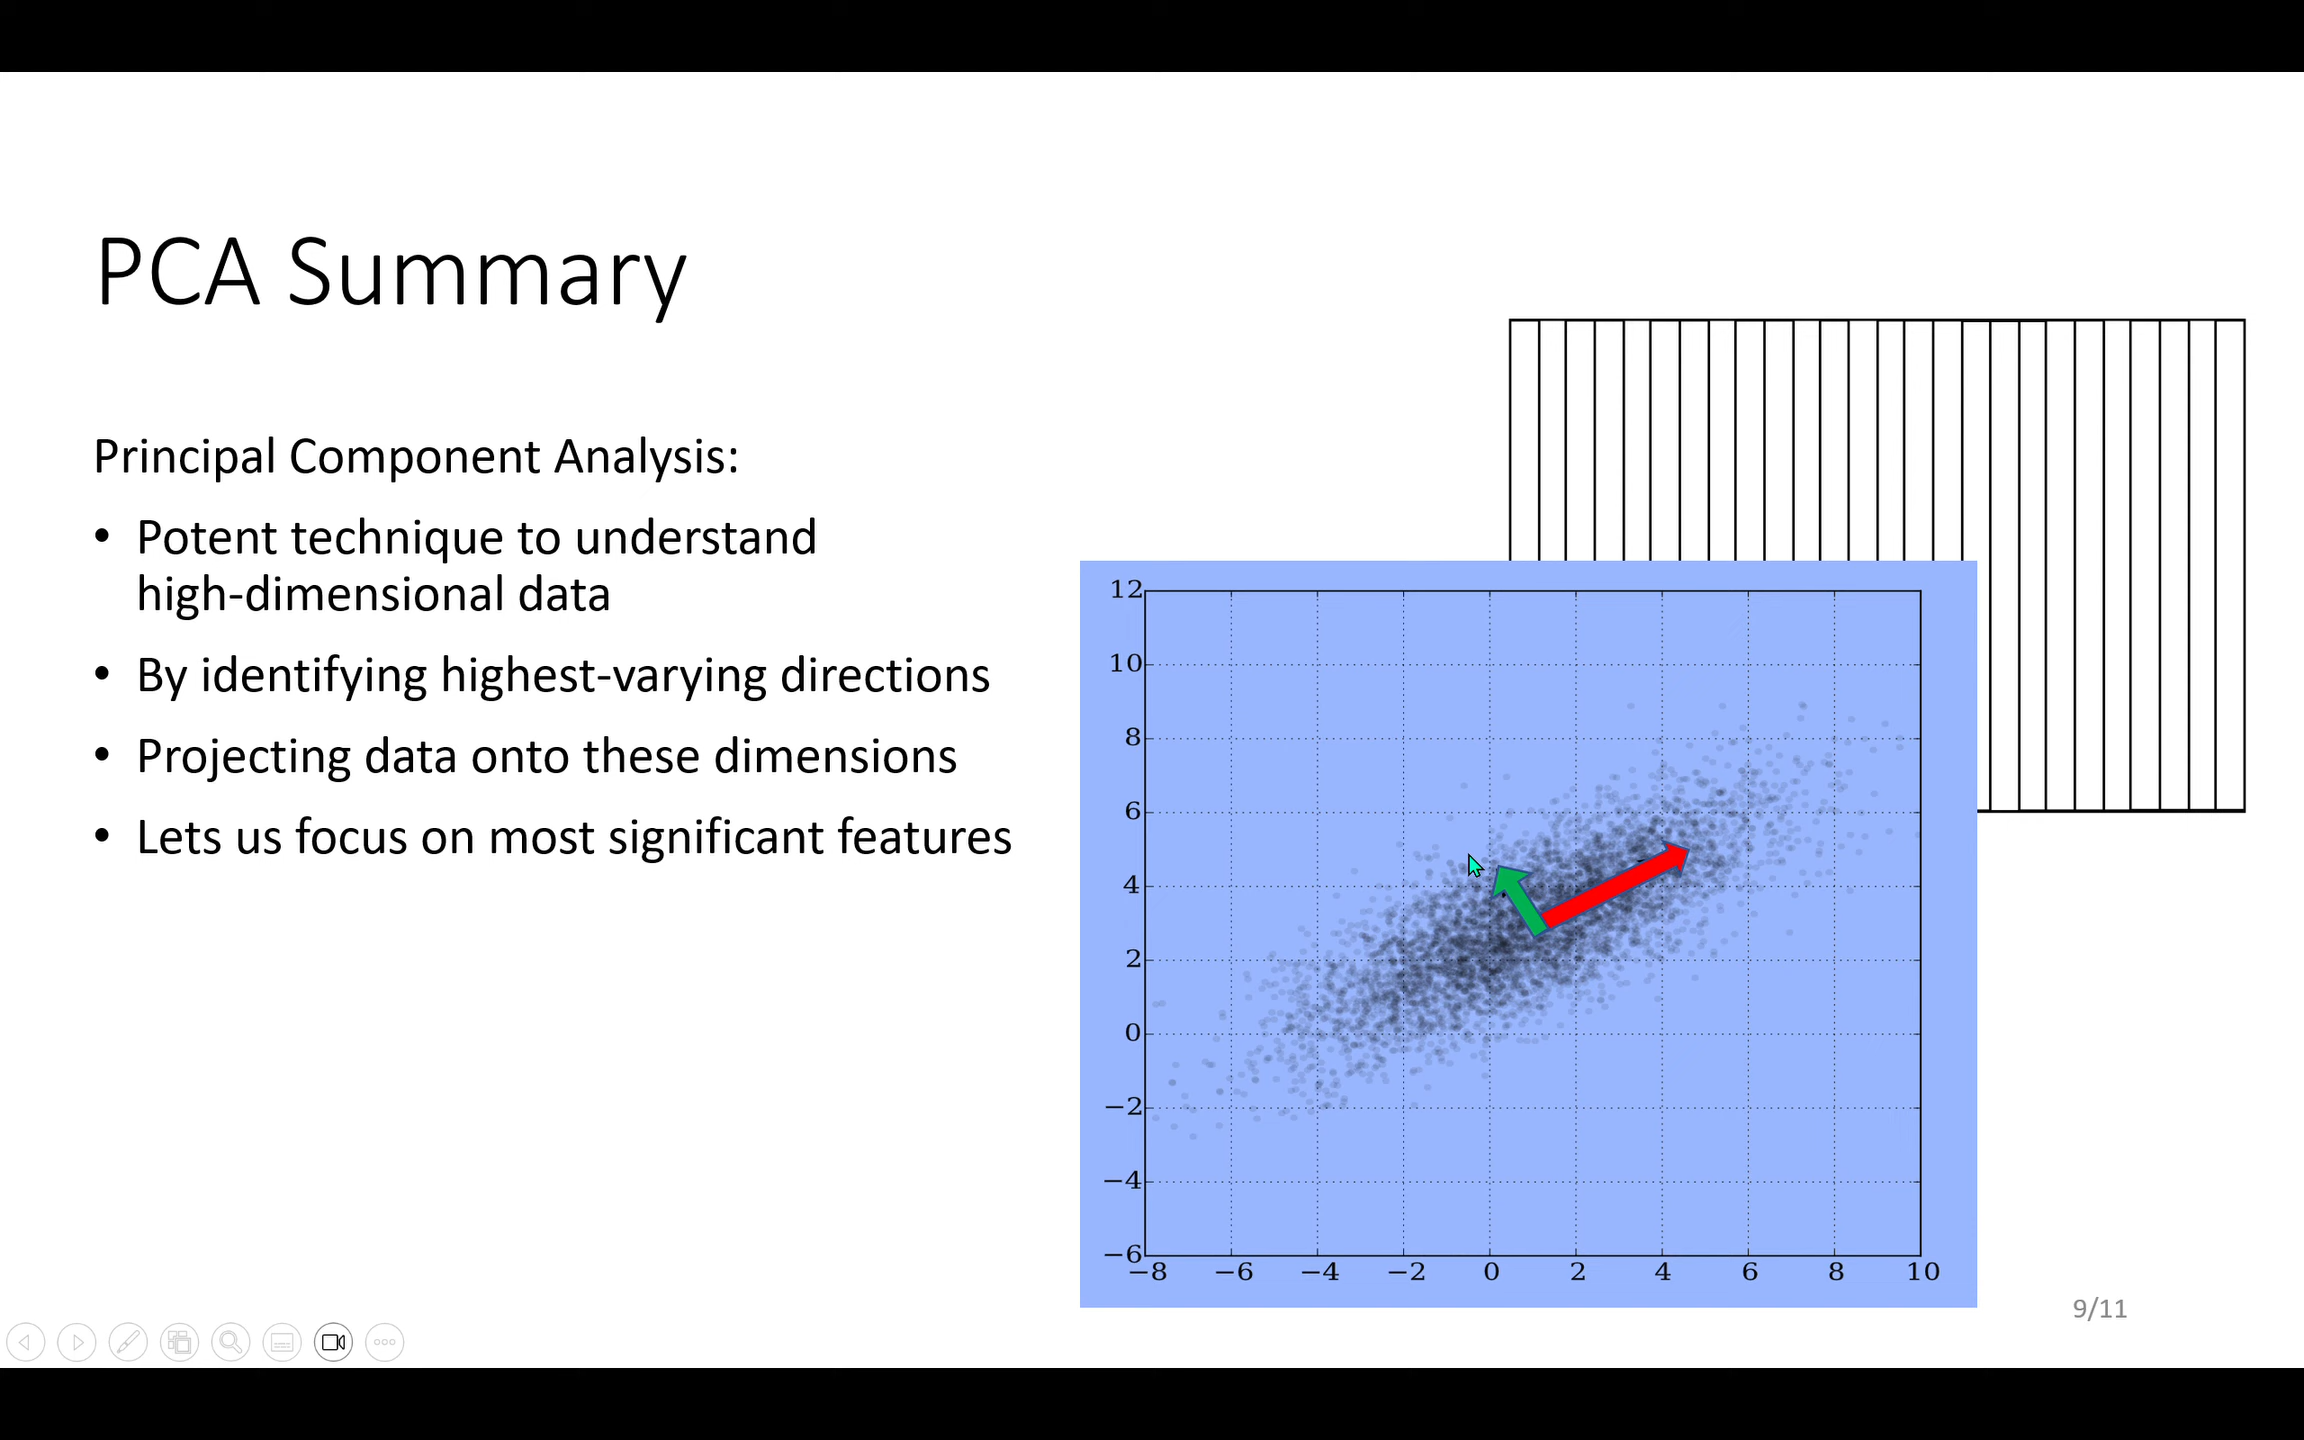 PCA Summary
Principal Component Analysis:
• Potent technique to understand
high-dimensional data
• By identifying highest-varying directions
• Projecting data onto these dimensions
• Lets us focus on most significant features
12
10
8
6
4
2
0
−2
−4
−6
−8 −6 −4 −2 0 2 4 6 8 10
9/11